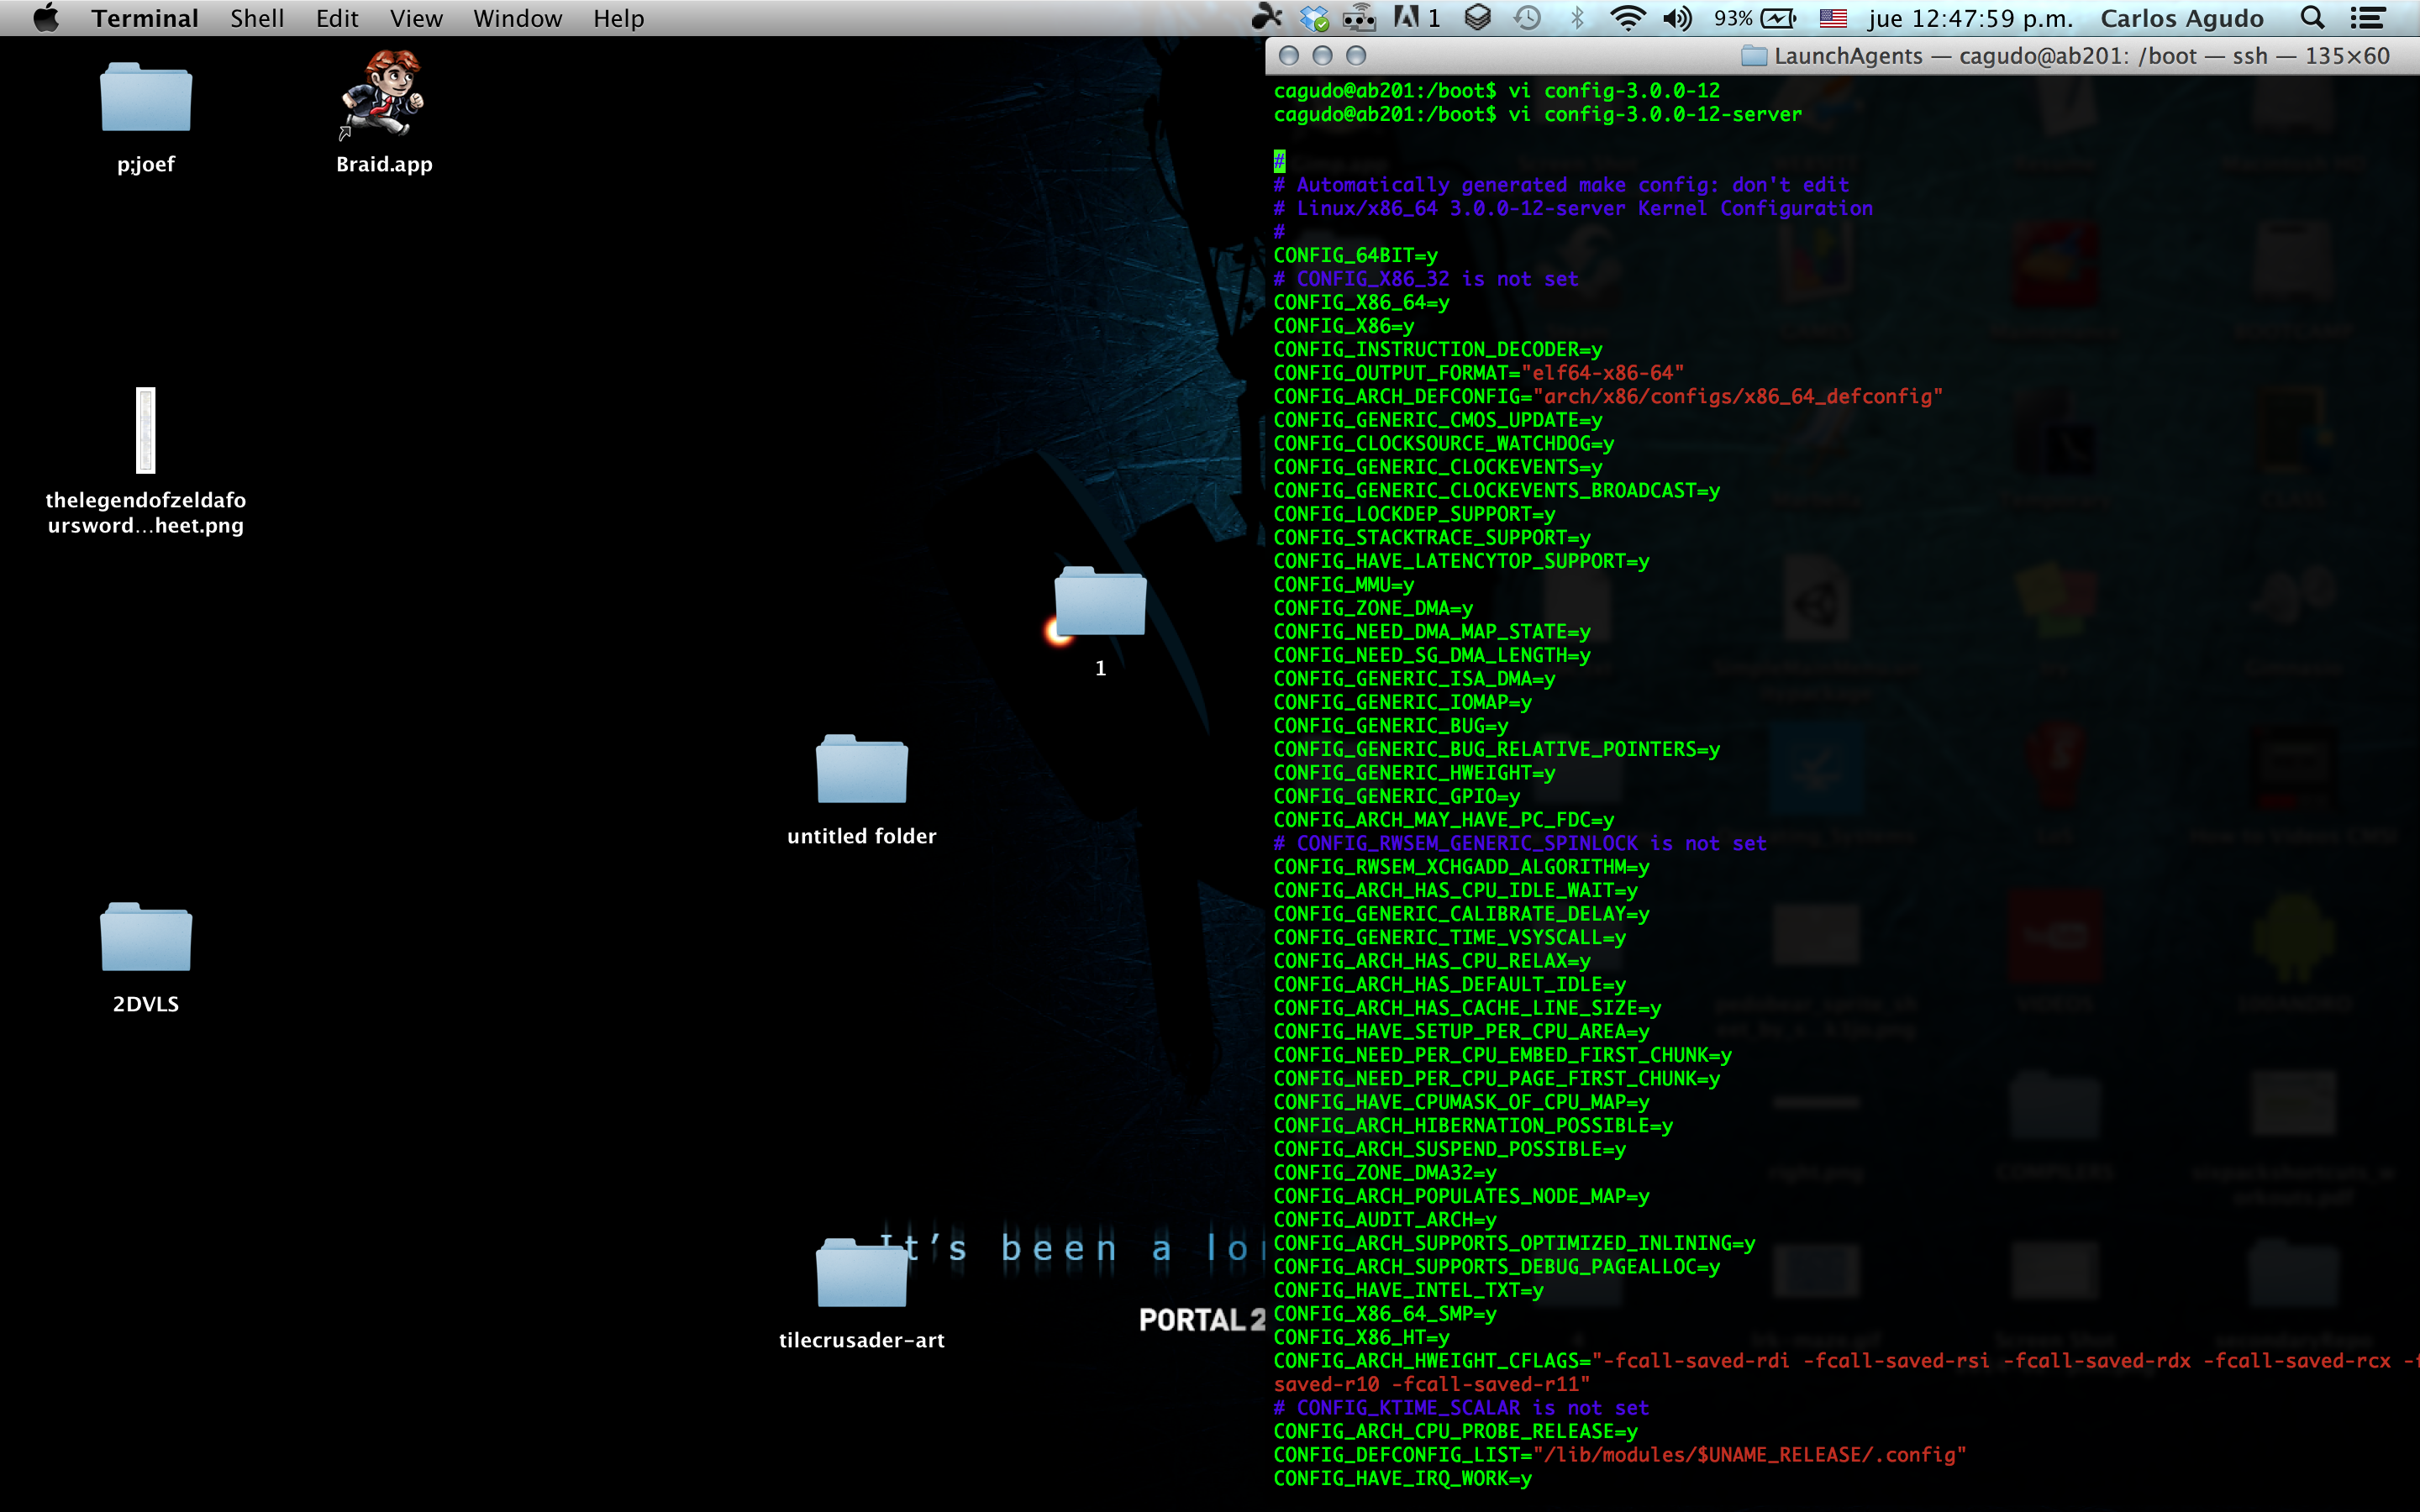 Terminal Shell Edit View Window Help
1 93% jue 12:47:59 p.m. Carlos Agudo
LaunchAgents — cagudo@ab201: /boot — ssh — 135×60
p;joef
Braid.app
thelegendofzeldafo
ursword...heet.png
1
untitled folder
2DVLS
It's been a lo
PORTAL 2
tilecrusader-art
cagudo@ab201:/boot$ vi config-3.0.0-12
cagudo@ab201:/boot$ vi config-3.0.0-12-server
#
# Automatically generated make config: don't edit
# Linux/x86_64 3.0.0-12-server Kernel Configuration
#
CONFIG_64BIT=y
# CONFIG_X86_32 is not set
CONFIG_X86_64=y
CONFIG_X86=y
CONFIG_INSTRUCTION_DECODER=y
CONFIG_OUTPUT_FORMAT="elf64-x86-64"
CONFIG_ARCH_DEFCONFIG="arch/x86/configs/x86_64_defconfig"
CONFIG_GENERIC_CMOS_UPDATE=y
CONFIG_CLOCKSOURCE_WATCHDOG=y
CONFIG_GENERIC_CLOCKEVENTS=y
CONFIG_GENERIC_CLOCKEVENTS_BROADCAST=y
CONFIG_LOCKDEP_SUPPORT=y
CONFIG_STACKTRACE_SUPPORT=y
CONFIG_HAVE_LATENCYTOP_SUPPORT=y
CONFIG_MMU=y
CONFIG_ZONE_DMA=y
CONFIG_NEED_DMA_MAP_STATE=y
CONFIG_NEED_SG_DMA_LENGTH=y
CONFIG_GENERIC_ISA_DMA=y
CONFIG_GENERIC_IOMAP=y
CONFIG_GENERIC_BUG=y
CONFIG_GENERIC_BUG_RELATIVE_POINTERS=y
CONFIG_GENERIC_HWEIGHT=y
CONFIG_GENERIC_GPIO=y
CONFIG_ARCH_MAY_HAVE_PC_FDC=y
# CONFIG_RWSEM_GENERIC_SPINLOCK is not set
CONFIG_RWSEM_XCHGADD_ALGORITHM=y
CONFIG_ARCH_HAS_CPU_IDLE_WAIT=y
CONFIG_GENERIC_CALIBRATE_DELAY=y
CONFIG_GENERIC_TIME_VSYSCALL=y
CONFIG_ARCH_HAS_CPU_RELAX=y
CONFIG_ARCH_HAS_DEFAULT_IDLE=y
CONFIG_ARCH_HAS_CACHE_LINE_SIZE=y
CONFIG_HAVE_SETUP_PER_CPU_AREA=y
CONFIG_NEED_PER_CPU_EMBED_FIRST_CHUNK=y
CONFIG_NEED_PER_CPU_PAGE_FIRST_CHUNK=y
CONFIG_HAVE_CPUMASK_OF_CPU_MAP=y
CONFIG_ARCH_HIBERNATION_POSSIBLE=y
CONFIG_ARCH_SUSPEND_POSSIBLE=y
CONFIG_ZONE_DMA32=y
CONFIG_ARCH_POPULATES_NODE_MAP=y
CONFIG_AUDIT_ARCH=y
CONFIG_ARCH_SUPPORTS_OPTIMIZED_INLINING=y
CONFIG_ARCH_SUPPORTS_DEBUG_PAGEALLOC=y
CONFIG_HAVE_INTEL_TXT=y
CONFIG_X86_64_SMP=y
CONFIG_X86_HT=y
CONFIG_ARCH_HWEIGHT_CFLAGS="-fcall-saved-rdi -fcall-saved-rsi -fcall-saved-rdx -fcall-saved-rcx -f
saved-r10 -fcall-saved-r11"
# CONFIG_KTIME_SCALAR is not set
CONFIG_ARCH_CPU_PROBE_RELEASE=y
CONFIG_DEFCONFIG_LIST="/lib/modules/$UNAME_RELEASE/.config"
CONFIG_HAVE_IRQ_WORK=y